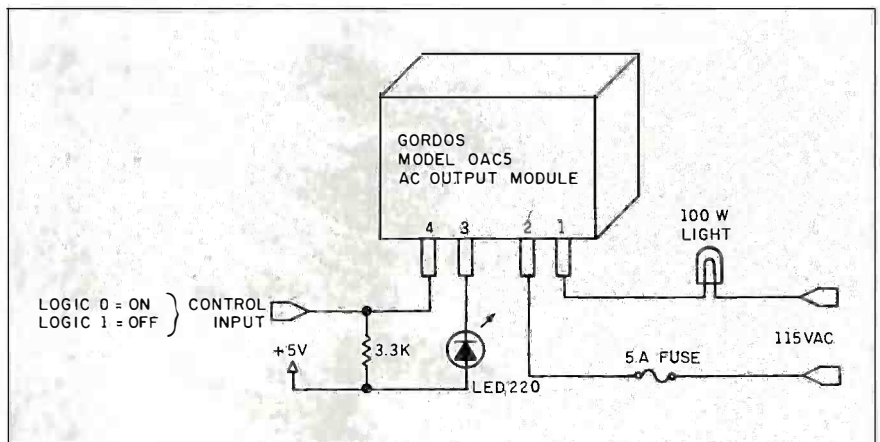 GORDOS
MODEL OAC5
AC OUTPUT MODULE
4 3 2 1
100 W
LIGHT
LOGIC 0 = ON
LOGIC 1 = OFF
CONTROL
INPUT
+5V
3.3K
LED 220
5A FUSE
115VAC